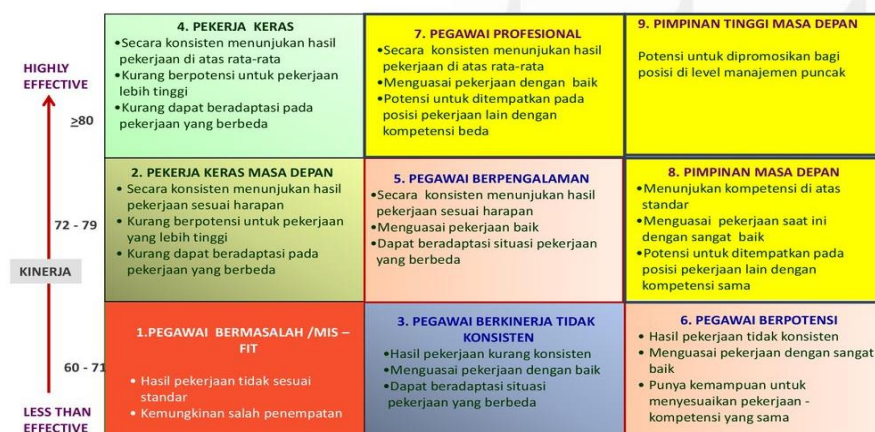 HIGHLY
EFFECTIVE
≥80
72 - 79
KINERJA
60 - 71
LESS THAN
EFFECTIVE
4. PEKERJA KERAS
•Secara konsisten menunjukan hasil
pekerjaan di atas rata-rata
•Kurang berpotensi untuk pekerjaan
lebih tinggi
•Kurang dapat beradaptasi pada
pekerjaan yang berbeda
7. PEGAWAI PROFESIONAL
•Secara konsisten menunjukan hasil
pekerjaan di atas rata-rata
•Menguasai pekerjaan dengan baik
•Potensi untuk ditempatkan pada
posisi pekerjaan lain dengan
kompetensi beda
9. PIMPINAN TINGGI MASA DEPAN
Potensi untuk dipromosikan bagi
posisi di level manajemen puncak
2. PEKERJA KERAS MASA DEPAN
• Secara konsisten menunjukan hasil
pekerjaan sesuai harapan
• Kurang berpotensi untuk pekerjaan
yang lebih tinggi
• Kurang dapat beradaptasi pada
pekerjaan yang berbeda
5. PEGAWAI BERPENGALAMAN
•Secara konsisten menunjukan hasil
pekerjaan sesuai harapan
•Menguasai pekerjaan baik
•Dapat beradaptasi situasi pekerjaan
yang berbeda
8. PIMPINAN MASA DEPAN
•Menunjukan kompetensi di atas
standar
•Menguasai pekerjaan saat ini
dengan sangat baik
•Potensi untuk ditempatkan pada
posisi pekerjaan lain dengan
kompetensi sama
1.PEGAWAI BERMASALAH /MIS –
FIT
• Hasil pekerjaan tidak sesuai
standar
• Kemungkinan salah penempatan
3. PEGAWAI BERKINERJA TIDAK
KONSISTEN
•Hasil pekerjaan kurang konsisten
•Menguasai pekerjaan dengan baik
•Dapat beradaptasi situasi
pekerjaan yang berbeda
6. PEGAWAI BERPOTENSI
• Hasil pekerjaan tidak konsisten
• Menguasai pekerjaan dengan sangat
baik
• Punya kemampuan untuk
menyesuaikan pekerjaan -
kompetensi yang sama